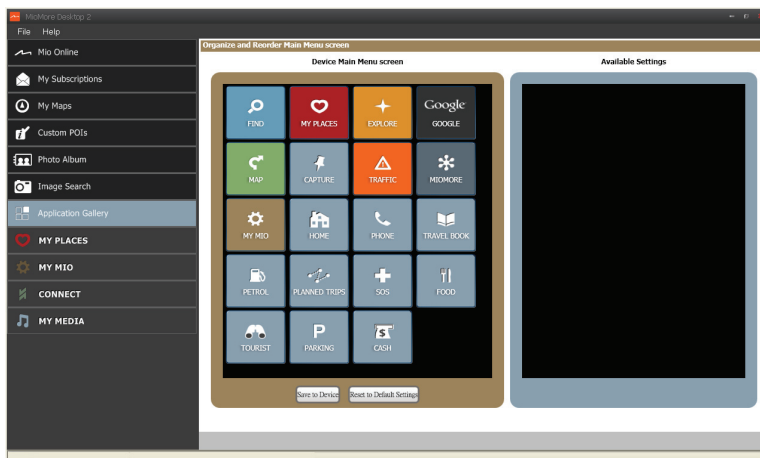 MioMore Desktop 2
File Help
Mio Online
My Subscriptions
My Maps
Custom POIs
Photo Album
Image Search
Application Gallery
MY PLACES
MY MIO
CONNECT
MY MEDIA
Organize and Reorder Main Menu screen
Device Main Menu screen
Available Settings
FIND
MY PLACES
EXPLORE
Google
GOOGLE
MAP
CAPTURE
TRAFFIC
MIOMORE
MY MIO
HOME
PHONE
TRAVEL BOOK
PETROL
PLANNED TRIPS
SOS
FOOD
TOURIST
P
PARKING
$
CASH
Save to Device
Reset to Default Settings